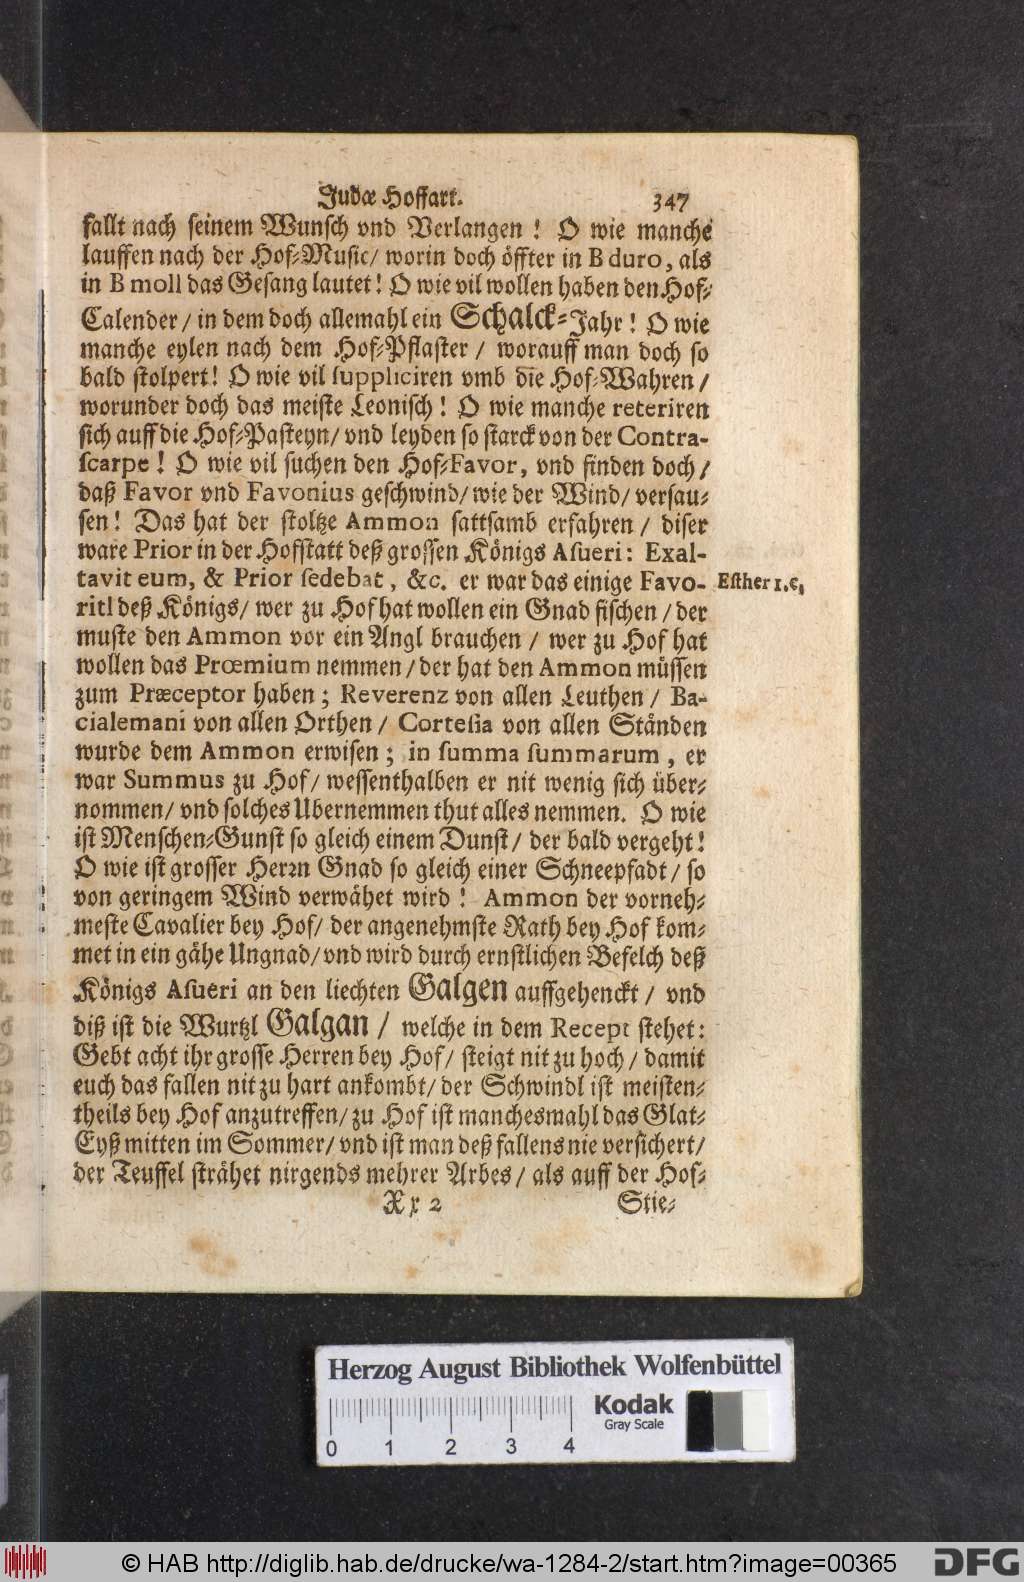 Judæ Hoffart. 347
fallt nach seinem Wunsch vnd Verlangen! O wie manche
lauffen nach der Hof-Music/ worin doch öffter in B duro, als
in B moll das Gesang lautet! O wie vil wollen haben den Hof-
Calender/ in dem doch allemahl ein Schalck-Jahr! O wie
manche eylen nach dem Hof-Pflaster/ worauff man doch so
bald stolpert! O wie vil suppliciren vmb die Hof-Wahren/
worunder doch das meiste Leonisch! O wie manche reteriren
sich auff die Hof-Pasteyn/ vnd leyden so starck von der Contra-
scarpe! O wie vil suchen den Hof-Favor, vnd finden doch/
daß Favor vnd Favonius geschwind/ wie der Wind/ versau-
sen! Das hat der stoltze Ammon sattsamb erfahren/ diser
ware Prior in der Hofstatt deß grossen Königs Asueri: Exal-
tavit eum, & Prior sedebat, &c. er war das einige Favo-
Esther 1.c,
ritl deß Königs/ wer zu Hof hat wollen ein Gnad fischen/ der
muste den Ammon vor ein Angl brauchen/ wer zu Hof hat
wollen das Prœmium nemmen/ der hat den Ammon müssen
zum Præceptor haben; Reverenz von allen Leuthen/ Ba-
cialemani von allen Orthen/ Cortesia von allen Ständen
wurde dem Ammon erwisen; in summa summarum, er
war Summus zu Hof/ wessenthalben er nit wenig sich über-
nommen/ vnd solches Ubernemmen thut alles nemmen. O wie
ist Menschen-Gunst so gleich einem Dunst/ der bald vergeht!
O wie ist grosser Herrn Gnad so gleich einer Schneepfadt/ so
von geringem Wind verwähet wird! Ammon der vorneh-
meste Cavalier bey Hof/ der angenehmste Rath bey Hof kom-
met in ein gähe Ungnad/ vnd wird durch ernstlichen Befelch deß
Königs Asueri an den liechten Galgen auffgehenckt/ vnd
diß ist die Wurtzl Galgan/ welche in dem Recept stehet:
Gebt acht ihr grosse Herren bey Hof/ steigt nit zu hoch/ damit
euch das fallen nit zu hart ankombt/ der Schwindl ist meisten-
theils bey Hof anzutreffen/ zu Hof ist manchesmahl das Glat-
Eyß mitten im Sommer/ vnd ist man deß fallens nie versichert/
der Teuffel strähet nirgends mehrer Arbes/ als auff der Hof-
Xx 2 Stie-
Herzog August Bibliothek Wolfenbüttel
Kodak
Gray Scale
0 1 2 3 4
© HAB http://diglib.hab.de/drucke/wa-1284-2/start.htm?image=00365
DFG